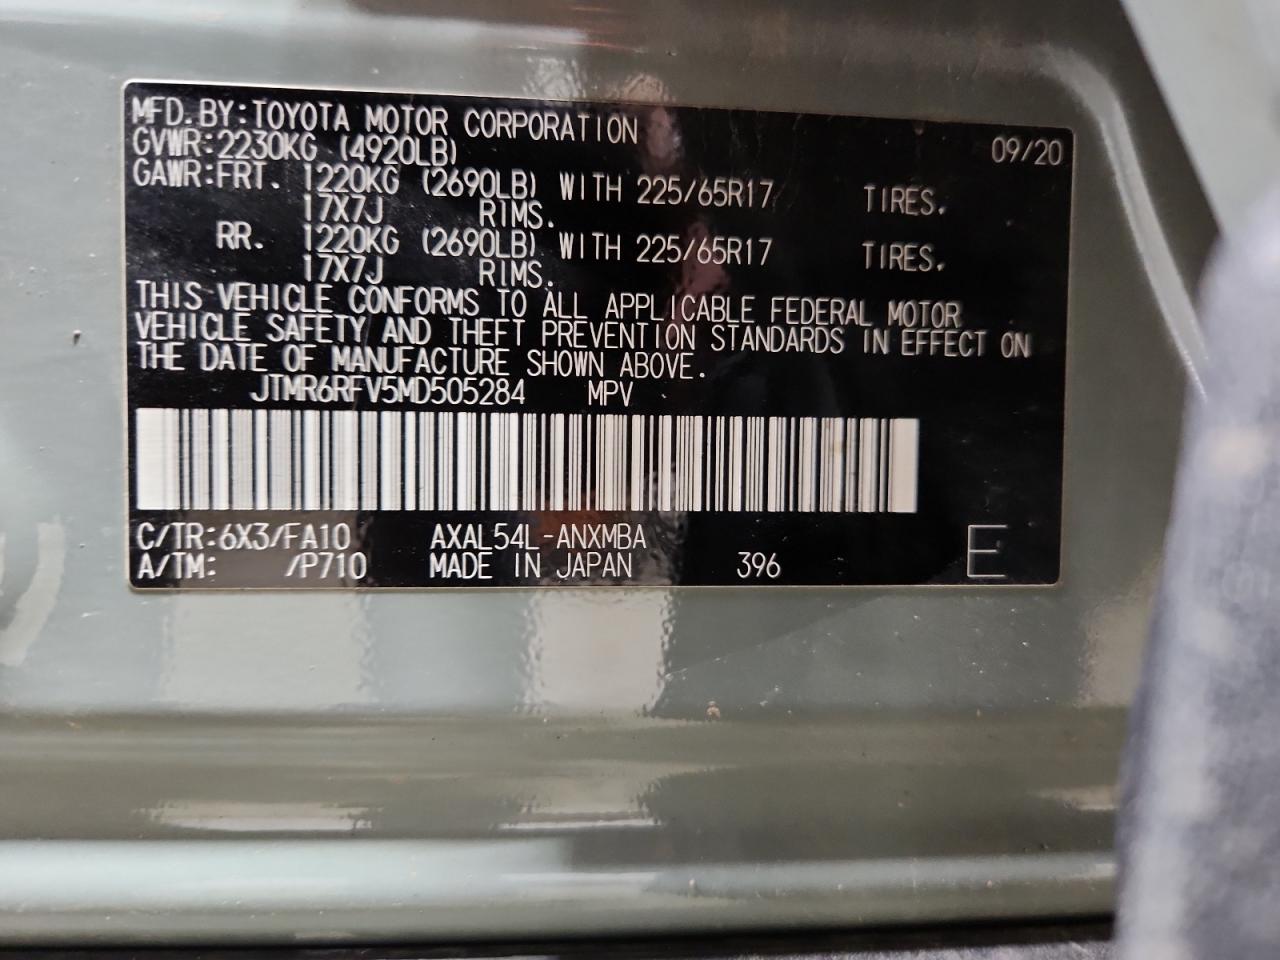 MFD. BY: TOYOTA MOTOR CORPORATION 09/20
GVWR: 2230KG (4920LB)
GAWR: FRT. 1220KG (2690LB) WITH 225/65R17 TIRES.
17X7J RIMS.
RR. 1220KG (2690LB) WITH 225/65R17 TIRES.
17X7J RIMS.
THIS VEHICLE CONFORMS TO ALL APPLICABLE FEDERAL MOTOR
VEHICLE SAFETY AND THEFT PREVENTION STANDARDS IN EFFECT ON
THE DATE OF MANUFACTURE SHOWN ABOVE.
JTMR6RFV5MD505284 MPV
C/TR: 6X3/FA10 AXAL54L-ANXMBA
A/TM: /P710 MADE IN JAPAN 396 E